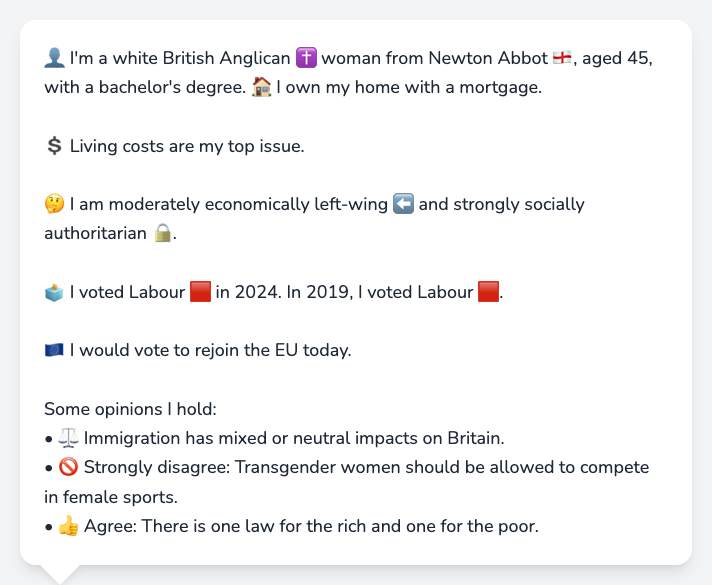 👤 I'm a white British Anglican ✝️ woman from Newton Abbot 🏴󠁧󠁢󠁥󠁮󠁧󠁿, aged 45,
with a bachelor's degree. 🏠 I own my home with a mortgage.
💲 Living costs are my top issue.
🤔 I am moderately economically left-wing ⬅️ and strongly socially
authoritarian 🔒.
🗳️ I voted Labour 🟥 in 2024. In 2019, I voted Labour 🟥.
🇪🇺 I would vote to rejoin the EU today.
Some opinions I hold:
• ⚖️ Immigration has mixed or neutral impacts on Britain.
• 🚫 Strongly disagree: Transgender women should be allowed to compete
in female sports.
• 👍 Agree: There is one law for the rich and one for the poor.